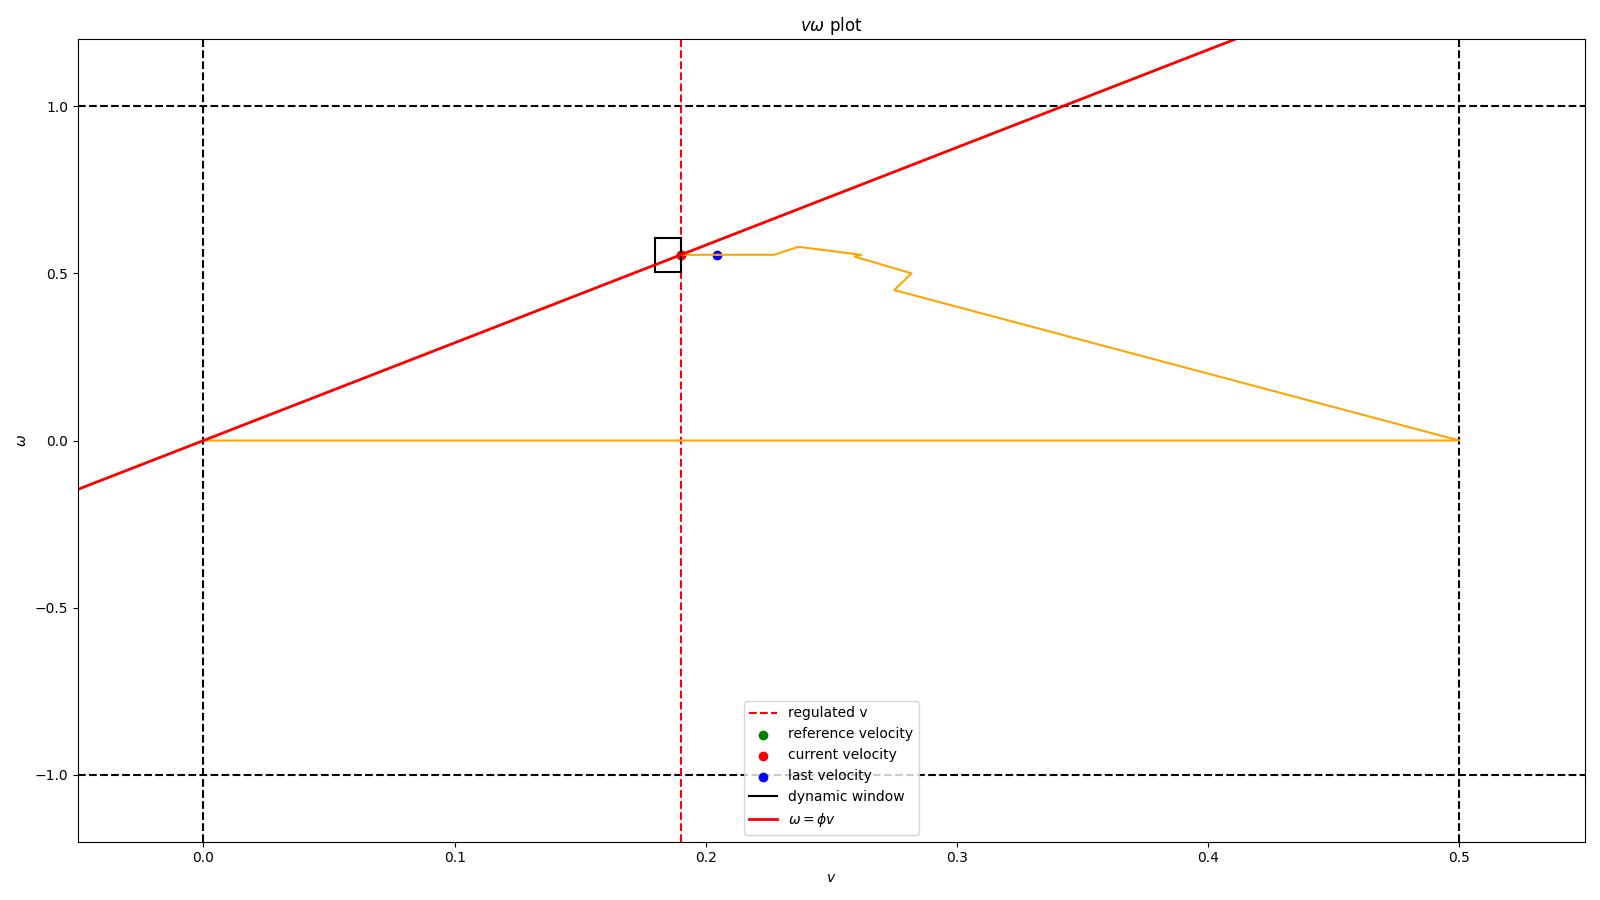 vω plot
ω
1.0
0.5
0.0
−0.5
−1.0
0.0 0.1 0.2 0.3 0.4 0.5
v
regulated v
reference velocity
current velocity
last velocity
dynamic window
ω = ϕv